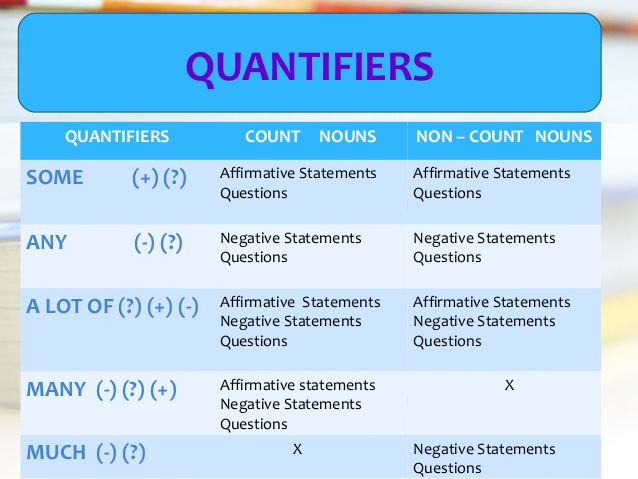 QUANTIFIERS
QUANTIFIERS COUNT NOUNS NON – COUNT NOUNS
SOME (+) (?) Affirmative Statements Affirmative Statements
Questions Questions
ANY (-) (?) Negative Statements Negative Statements
Questions Questions
A LOT OF (?) (+) (-) Affirmative Statements Affirmative Statements
Negative Statements Negative Statements
Questions Questions
MANY (-) (?) (+) Affirmative statements X
Negative Statements
Questions
MUCH (-) (?) X Negative Statements
Questions